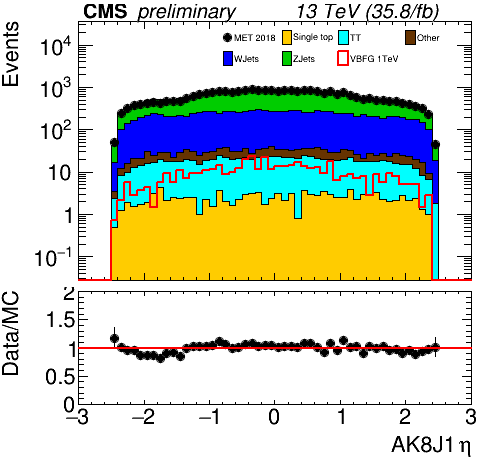 CMS preliminary 13 TeV (35.8/fb)
Events
MET 2018 Single top TT Other
WJets ZJets VBFG 1TeV
10⁴
10³
10²
10
1
10⁻¹
Data/MC
2
1.5
1
0.5
0
−3 −2 −1 0 1 2 3
AK8J1 η